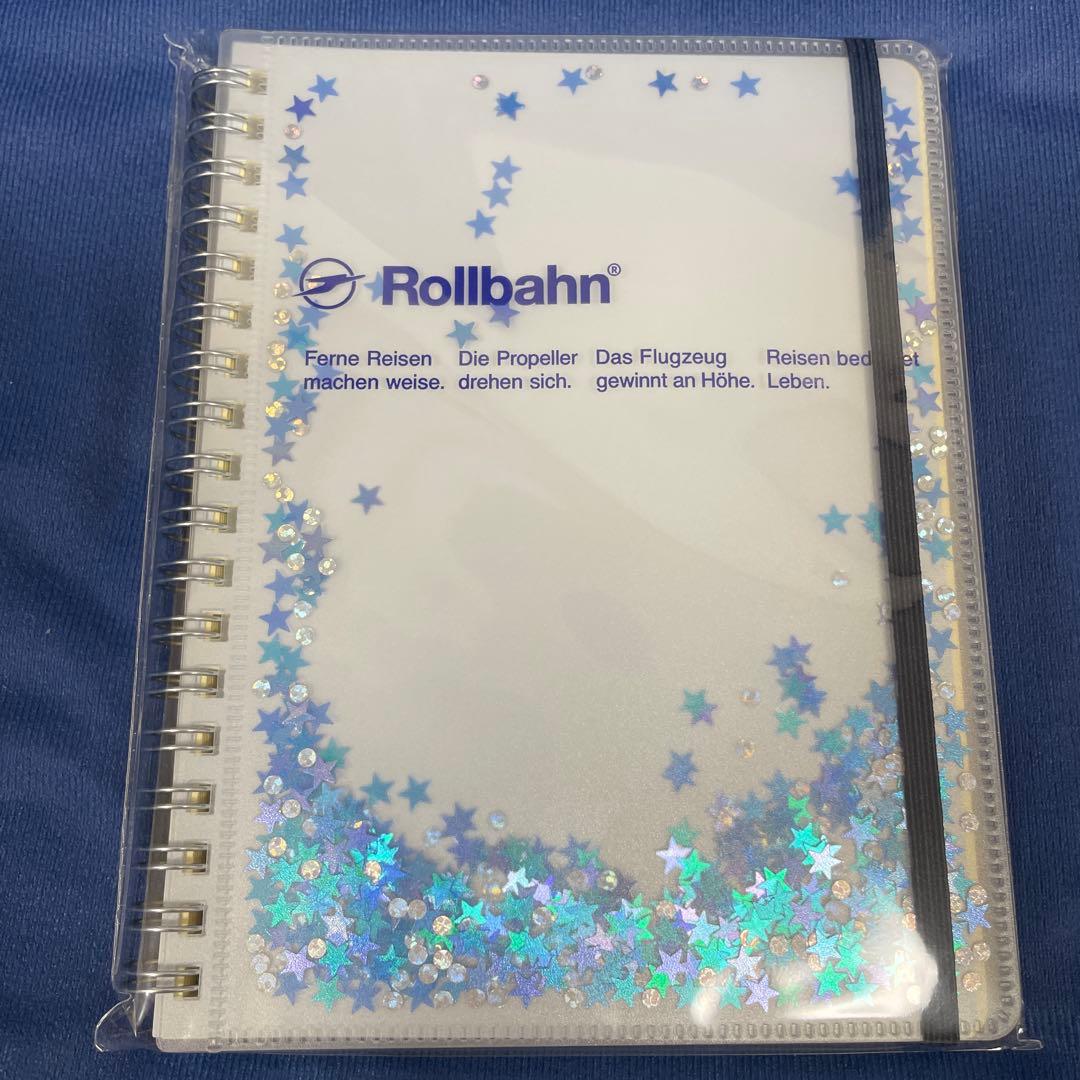 Rollbahn®
Ferne Reisen
machen weise.
Die Propeller
drehen sich.
Das Flugzeug
gewinnt an Höhe.
Reisen
Leben.